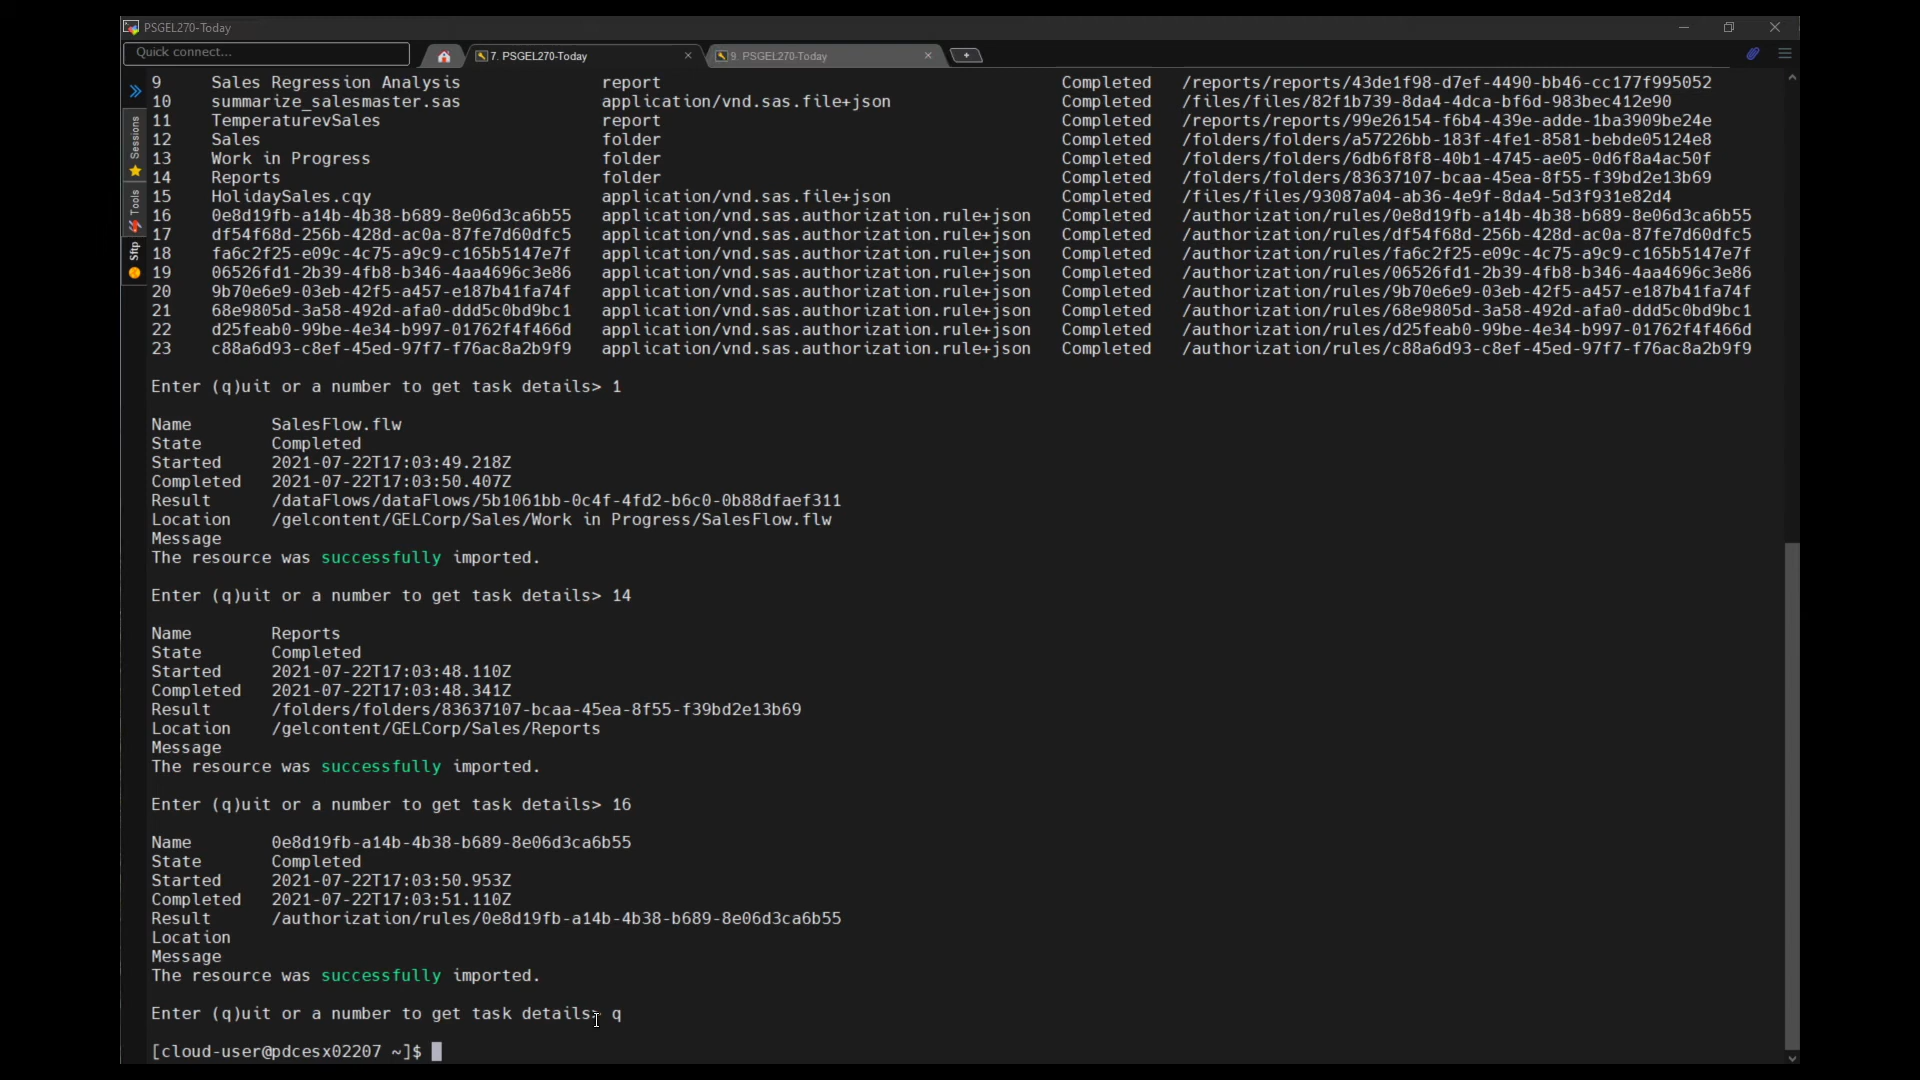 PSGEL270-Today
Quick connect...
7. PSGEL270-Today
9. PSGEL270-Today
Sessions
Tools
Sftp
9 Sales Regression Analysis report Completed /reports/reports/43de1f98-d7ef-4490-bb46-cc177f995052
10 summarize_salesmaster.sas application/vnd.sas.file+json Completed /files/files/82f1b739-8da4-4dca-bf6d-983bec412e90
11 TemperaturevSales report Completed /reports/reports/99e26154-f6b4-439e-adde-1ba3909be24e
12 Sales folder Completed /folders/folders/a57226bb-183f-4fe1-8581-bebde05124e8
13 Work in Progress folder Completed /folders/folders/6db6f8f8-40b1-4745-ae05-0d6f8a4ac50f
14 Reports folder Completed /folders/folders/83637107-bcaa-45ea-8f55-f39bd2e13b69
15 HolidaySales.cqy application/vnd.sas.file+json Completed /files/files/93087a04-ab36-4e9f-8da4-5d3f931e82d4
16 0e8d19fb-a14b-4b38-b689-8e06d3ca6b55 application/vnd.sas.authorization.rule+json Completed /authorization/rules/0e8d19fb-a14b-4b38-b689-8e06d3ca6b55
17 df54f68d-256b-428d-ac0a-87fe7d60dfc5 application/vnd.sas.authorization.rule+json Completed /authorization/rules/df54f68d-256b-428d-ac0a-87fe7d60dfc5
18 fa6c2f25-e09c-4c75-a9c9-c165b5147e7f application/vnd.sas.authorization.rule+json Completed /authorization/rules/fa6c2f25-e09c-4c75-a9c9-c165b5147e7f
19 06526fd1-2b39-4fb8-b346-4aa4696c3e86 application/vnd.sas.authorization.rule+json Completed /authorization/rules/06526fd1-2b39-4fb8-b346-4aa4696c3e86
20 9b70e6e9-03eb-42f5-a457-e187b41fa74f application/vnd.sas.authorization.rule+json Completed /authorization/rules/9b70e6e9-03eb-42f5-a457-e187b41fa74f
21 68e9805d-3a58-492d-afa0-ddd5c0bd9bc1 application/vnd.sas.authorization.rule+json Completed /authorization/rules/68e9805d-3a58-492d-afa0-ddd5c0bd9bc1
22 d25feab0-99be-4e34-b997-01762f4f466d application/vnd.sas.authorization.rule+json Completed /authorization/rules/d25feab0-99be-4e34-b997-01762f4f466d
23 c88a6d93-c8ef-45ed-97f7-f76ac8a2b9f9 application/vnd.sas.authorization.rule+json Completed /authorization/rules/c88a6d93-c8ef-45ed-97f7-f76ac8a2b9f9
Enter (q)uit or a number to get task details> 1
Name SalesFlow.flw
State Completed
Started 2021-07-22T17:03:49.218Z
Completed 2021-07-22T17:03:50.407Z
Result /dataFlows/dataFlows/5b1061bb-0c4f-4fd2-b6c0-0b88dfaef311
Location /gelcontent/GELCorp/Sales/Work in Progress/SalesFlow.flw
Message
The resource was successfully imported.
Enter (q)uit or a number to get task details> 14
Name Reports
State Completed
Started 2021-07-22T17:03:48.110Z
Completed 2021-07-22T17:03:48.341Z
Result /folders/folders/83637107-bcaa-45ea-8f55-f39bd2e13b69
Location /gelcontent/GELCorp/Sales/Reports
Message
The resource was successfully imported.
Enter (q)uit or a number to get task details> 16
Name 0e8d19fb-a14b-4b38-b689-8e06d3ca6b55
State Completed
Started 2021-07-22T17:03:50.953Z
Completed 2021-07-22T17:03:51.110Z
Result /authorization/rules/0e8d19fb-a14b-4b38-b689-8e06d3ca6b55
Location
Message
The resource was successfully imported.
Enter (q)uit or a number to get task details> q
[cloud-user@pdcesx02207 ~]$